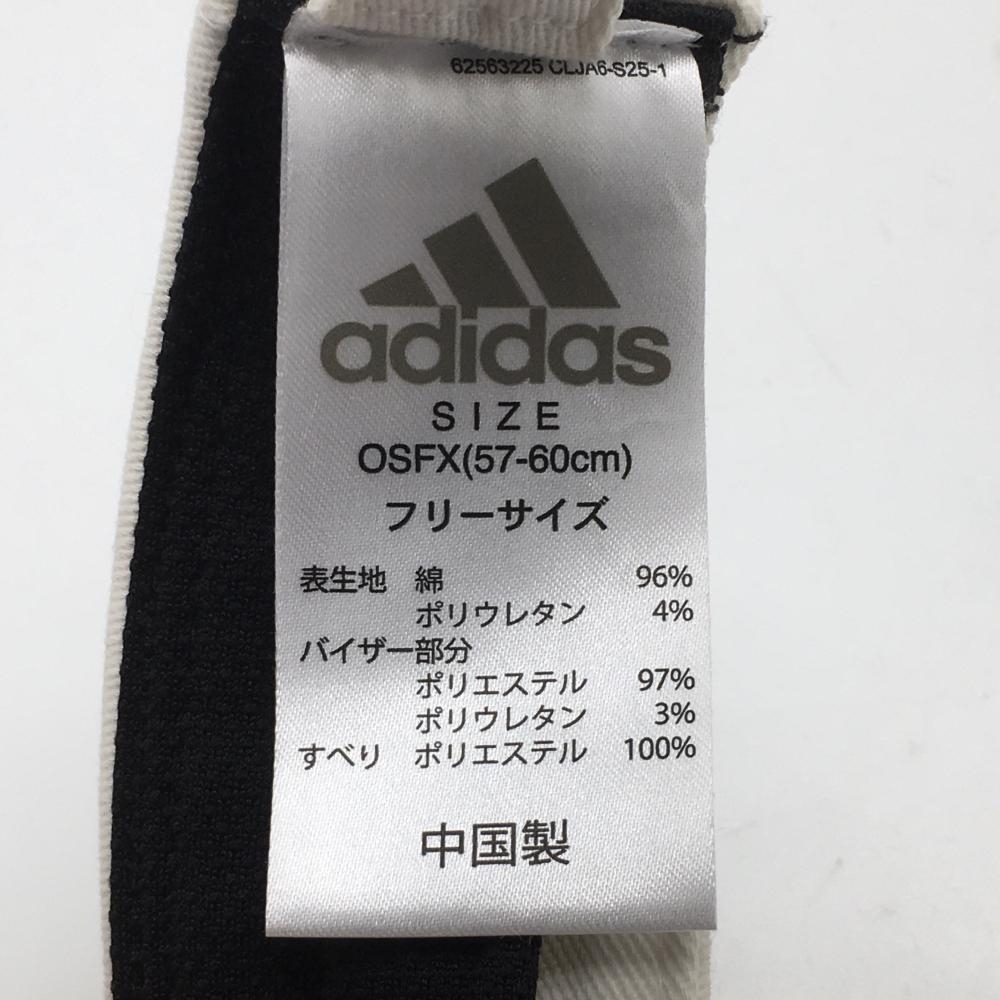 62563225 CLJA6-S25-1
adidas
SIZE
OSFX(57-60cm)
フリーサイズ
表生地 綿 96%
ポリウレタン 4%
バイザー部分
ポリエステル 97%
ポリウレタン 3%
すべり ポリエステル 100%
中国製